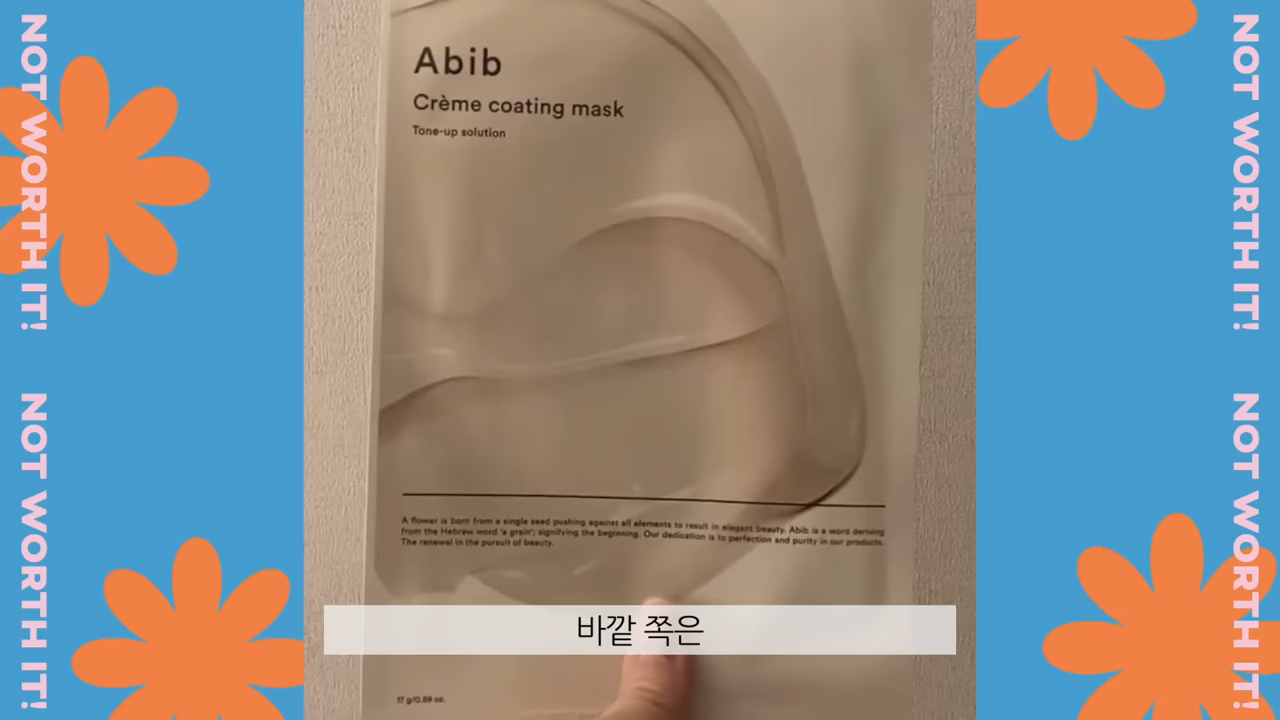 NOT WORTH IT!
NOT WORTH IT!
Abib
Crème coating mask
Tone-up solution
A flower is born from a single seed pushing against all elements to result in elegant beauty. Abib is a word deriving
from the Hebrew word 'a grain'; signifying the beginning. Our dedication is to perfection and purity in our products.
The renewal in the pursuit of beauty.
바깥 쪽은
17 g/0.59 oz.
NOT WORTH IT!
NOT WORTH IT!